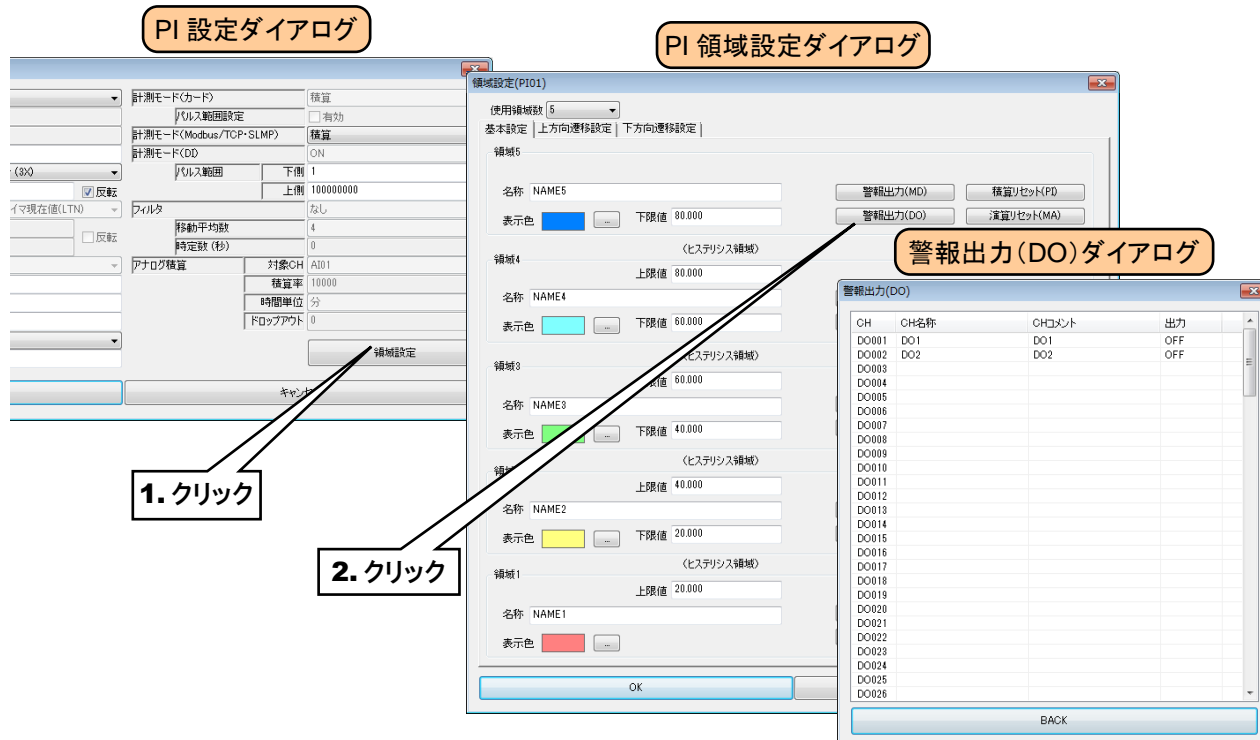 PI 設定ダイアログ
計測モード(カード) 積算
パルス範囲設定 有効
計測モード(Modbus/TCP・SLMP) 積算
計測モード(DI) ON
(3X) パルス範囲 下側 1
反転 上側 100000000
イマ現在値(LTN) フィルタ なし
移動平均数 4
反転
時定数 (秒) 0
アナログ積算 対象CH AI01
積算率 10000
時間単位 分
ドロップアウト 0
領域設定
1. クリック
PI 領域設定ダイアログ
領域設定(PI01)
使用領域数 5
基本設定 上方向遷移設定 下方向遷移設定
領域5
名称 NAME5 警報出力(MD) 積算リセット(PI)
表示色 ... 下限値 80.000 警報出力(DO) 演算リセット(MA)
(ヒステリシス領域)
領域4
上限値 80.000
名称 NAME4
表示色 ... 下限値 60.000
(ヒステリシス領域)
領域3
上限値 60.000
名称 NAME3
表示色 ... 下限値 40.000
(ヒステリシス領域)
上限値 40.000
名称 NAME2
表示色 ... 下限値 20.000
(ヒステリシス領域)
領域1
上限値 20.000
名称 NAME1
表示色 ...
OK
2. クリック
警報出力(DO)ダイアログ
警報出力(DO)
CH CH名称 CHコメント 出力
DO001 DO1 DO1 OFF
DO002 DO2 DO2 OFF
DO003
DO004
DO005
DO006
DO007
DO008
DO009
DO010
DO011
DO012
DO013
DO014
DO015
DO016
DO017
DO018
DO019
DO020
DO021
DO022
DO023
DO024
DO025
DO026
BACK